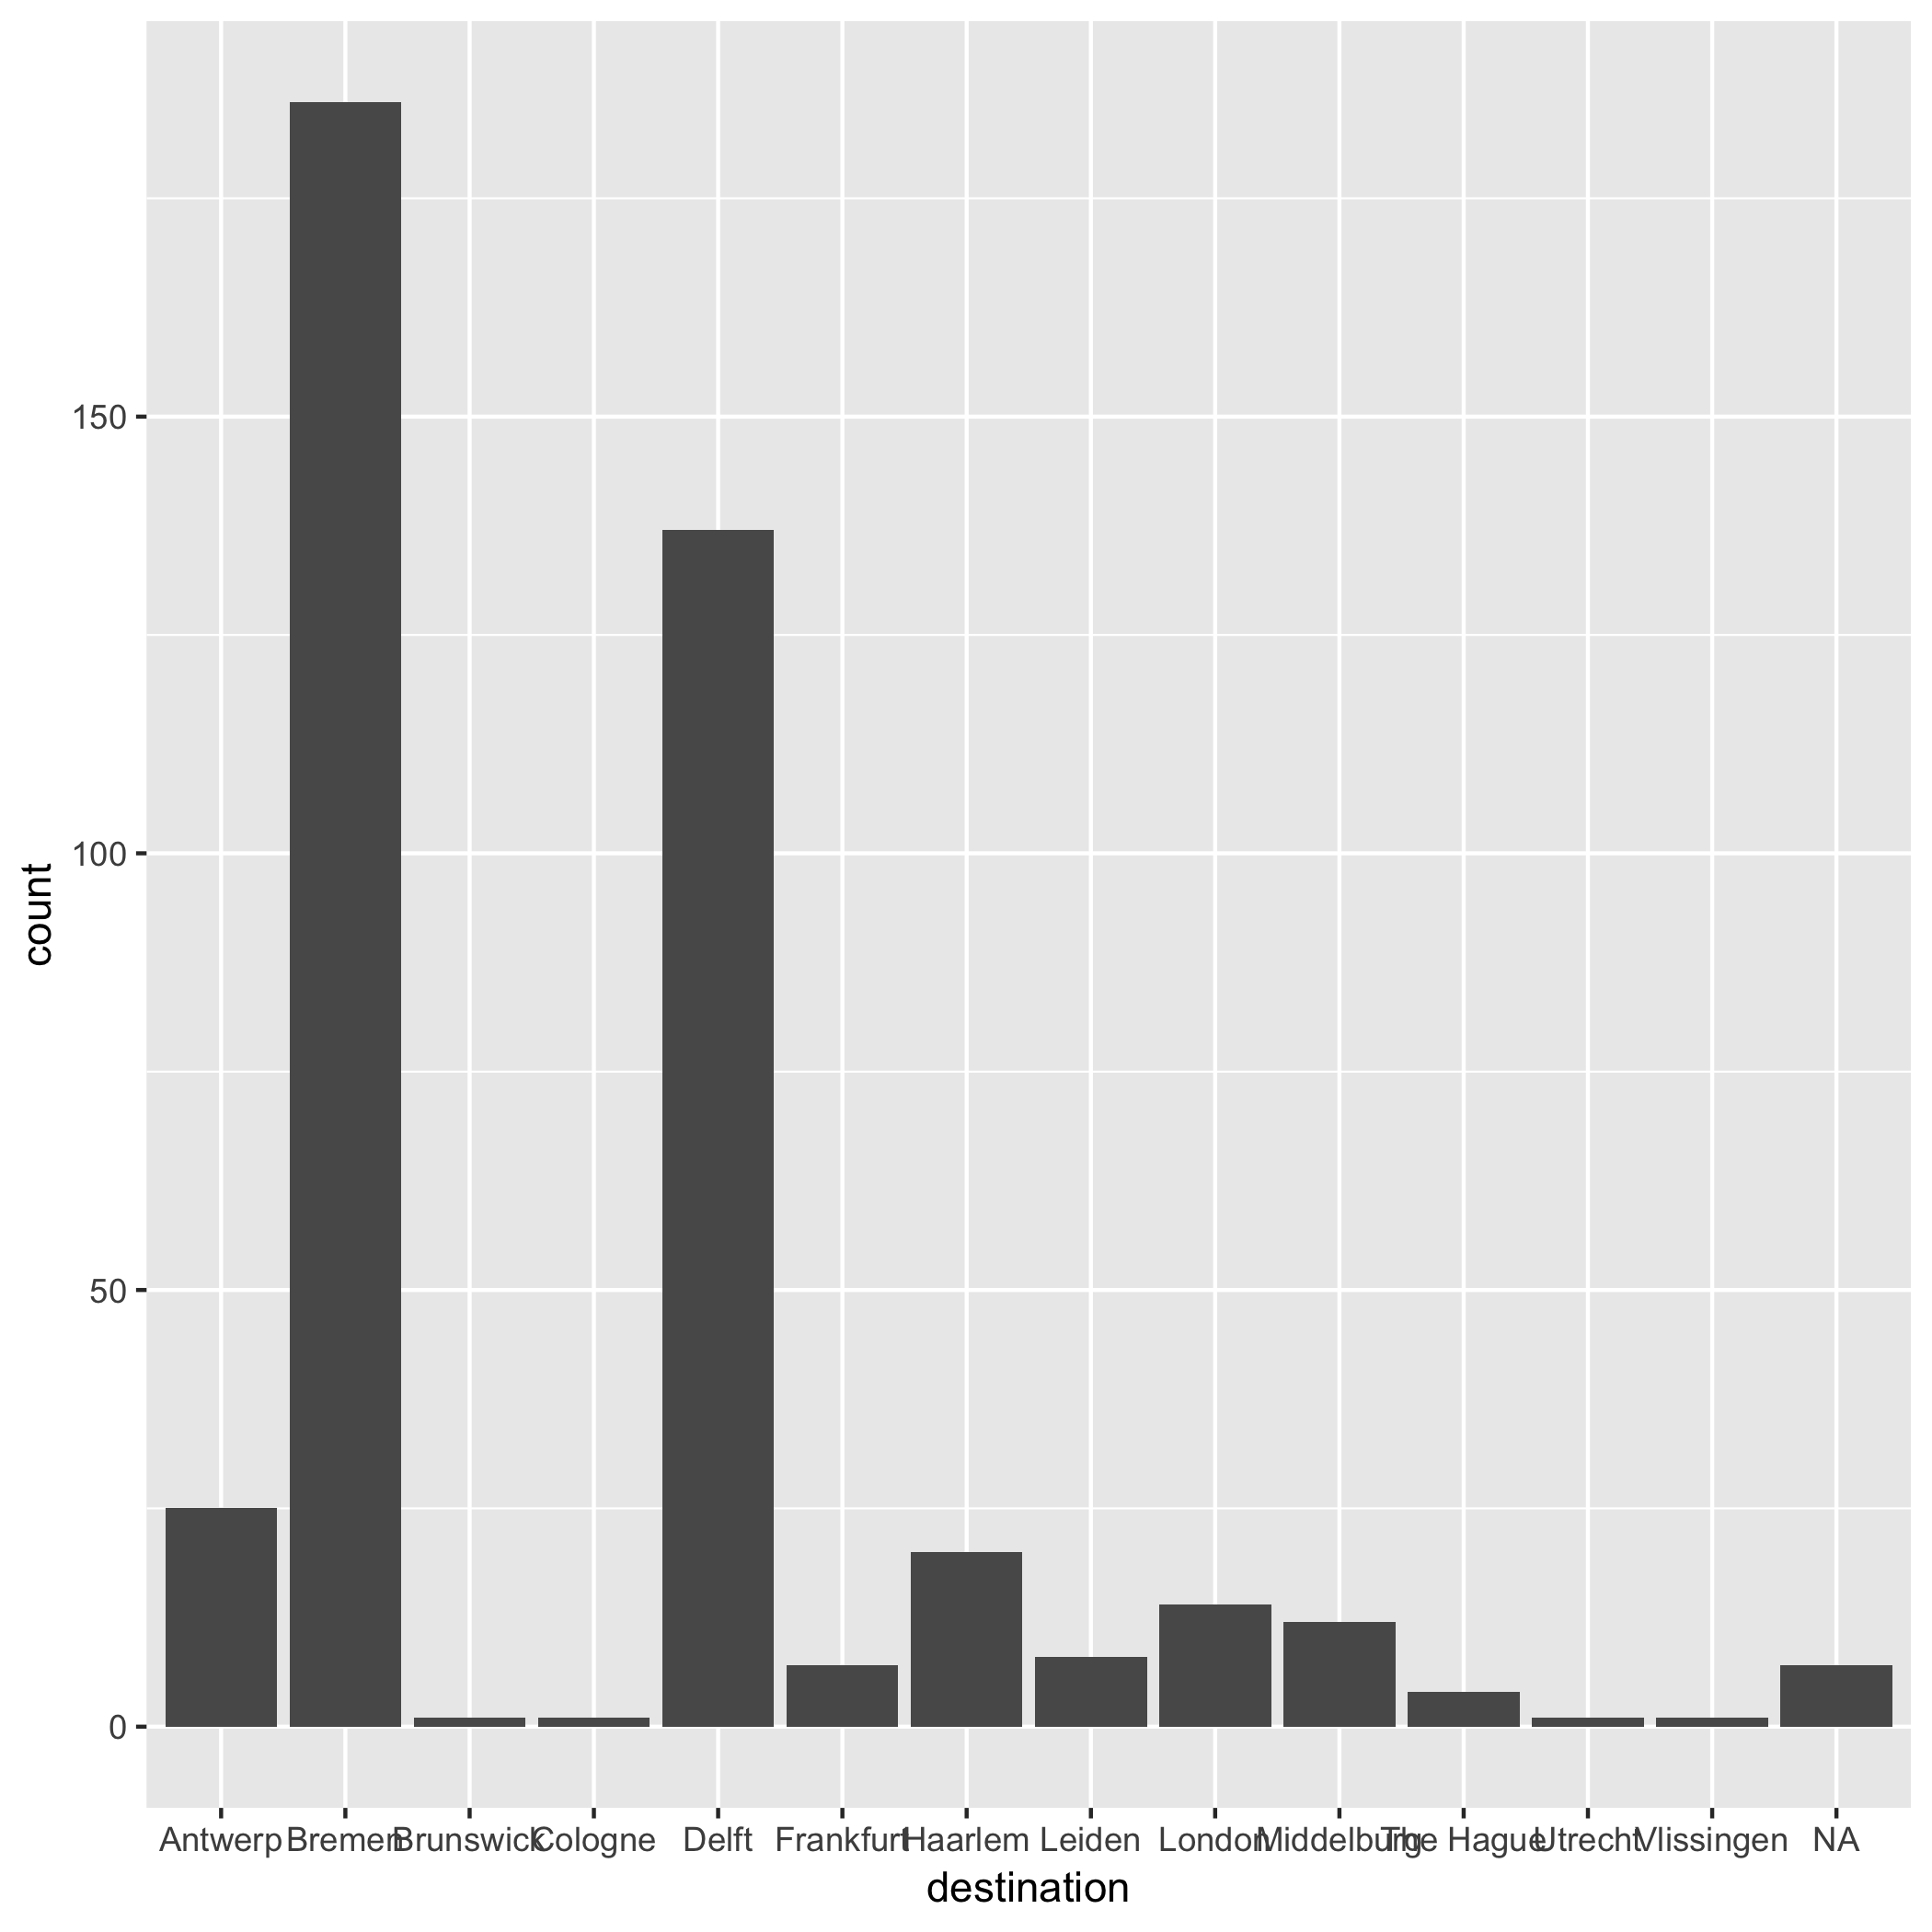 count
150
100
50
0
Antwerp Bremen Brunswick Cologne Delft Frankfurt Haarlem Leiden London Middelburg The Hague Utrecht Vlissingen NA
destination